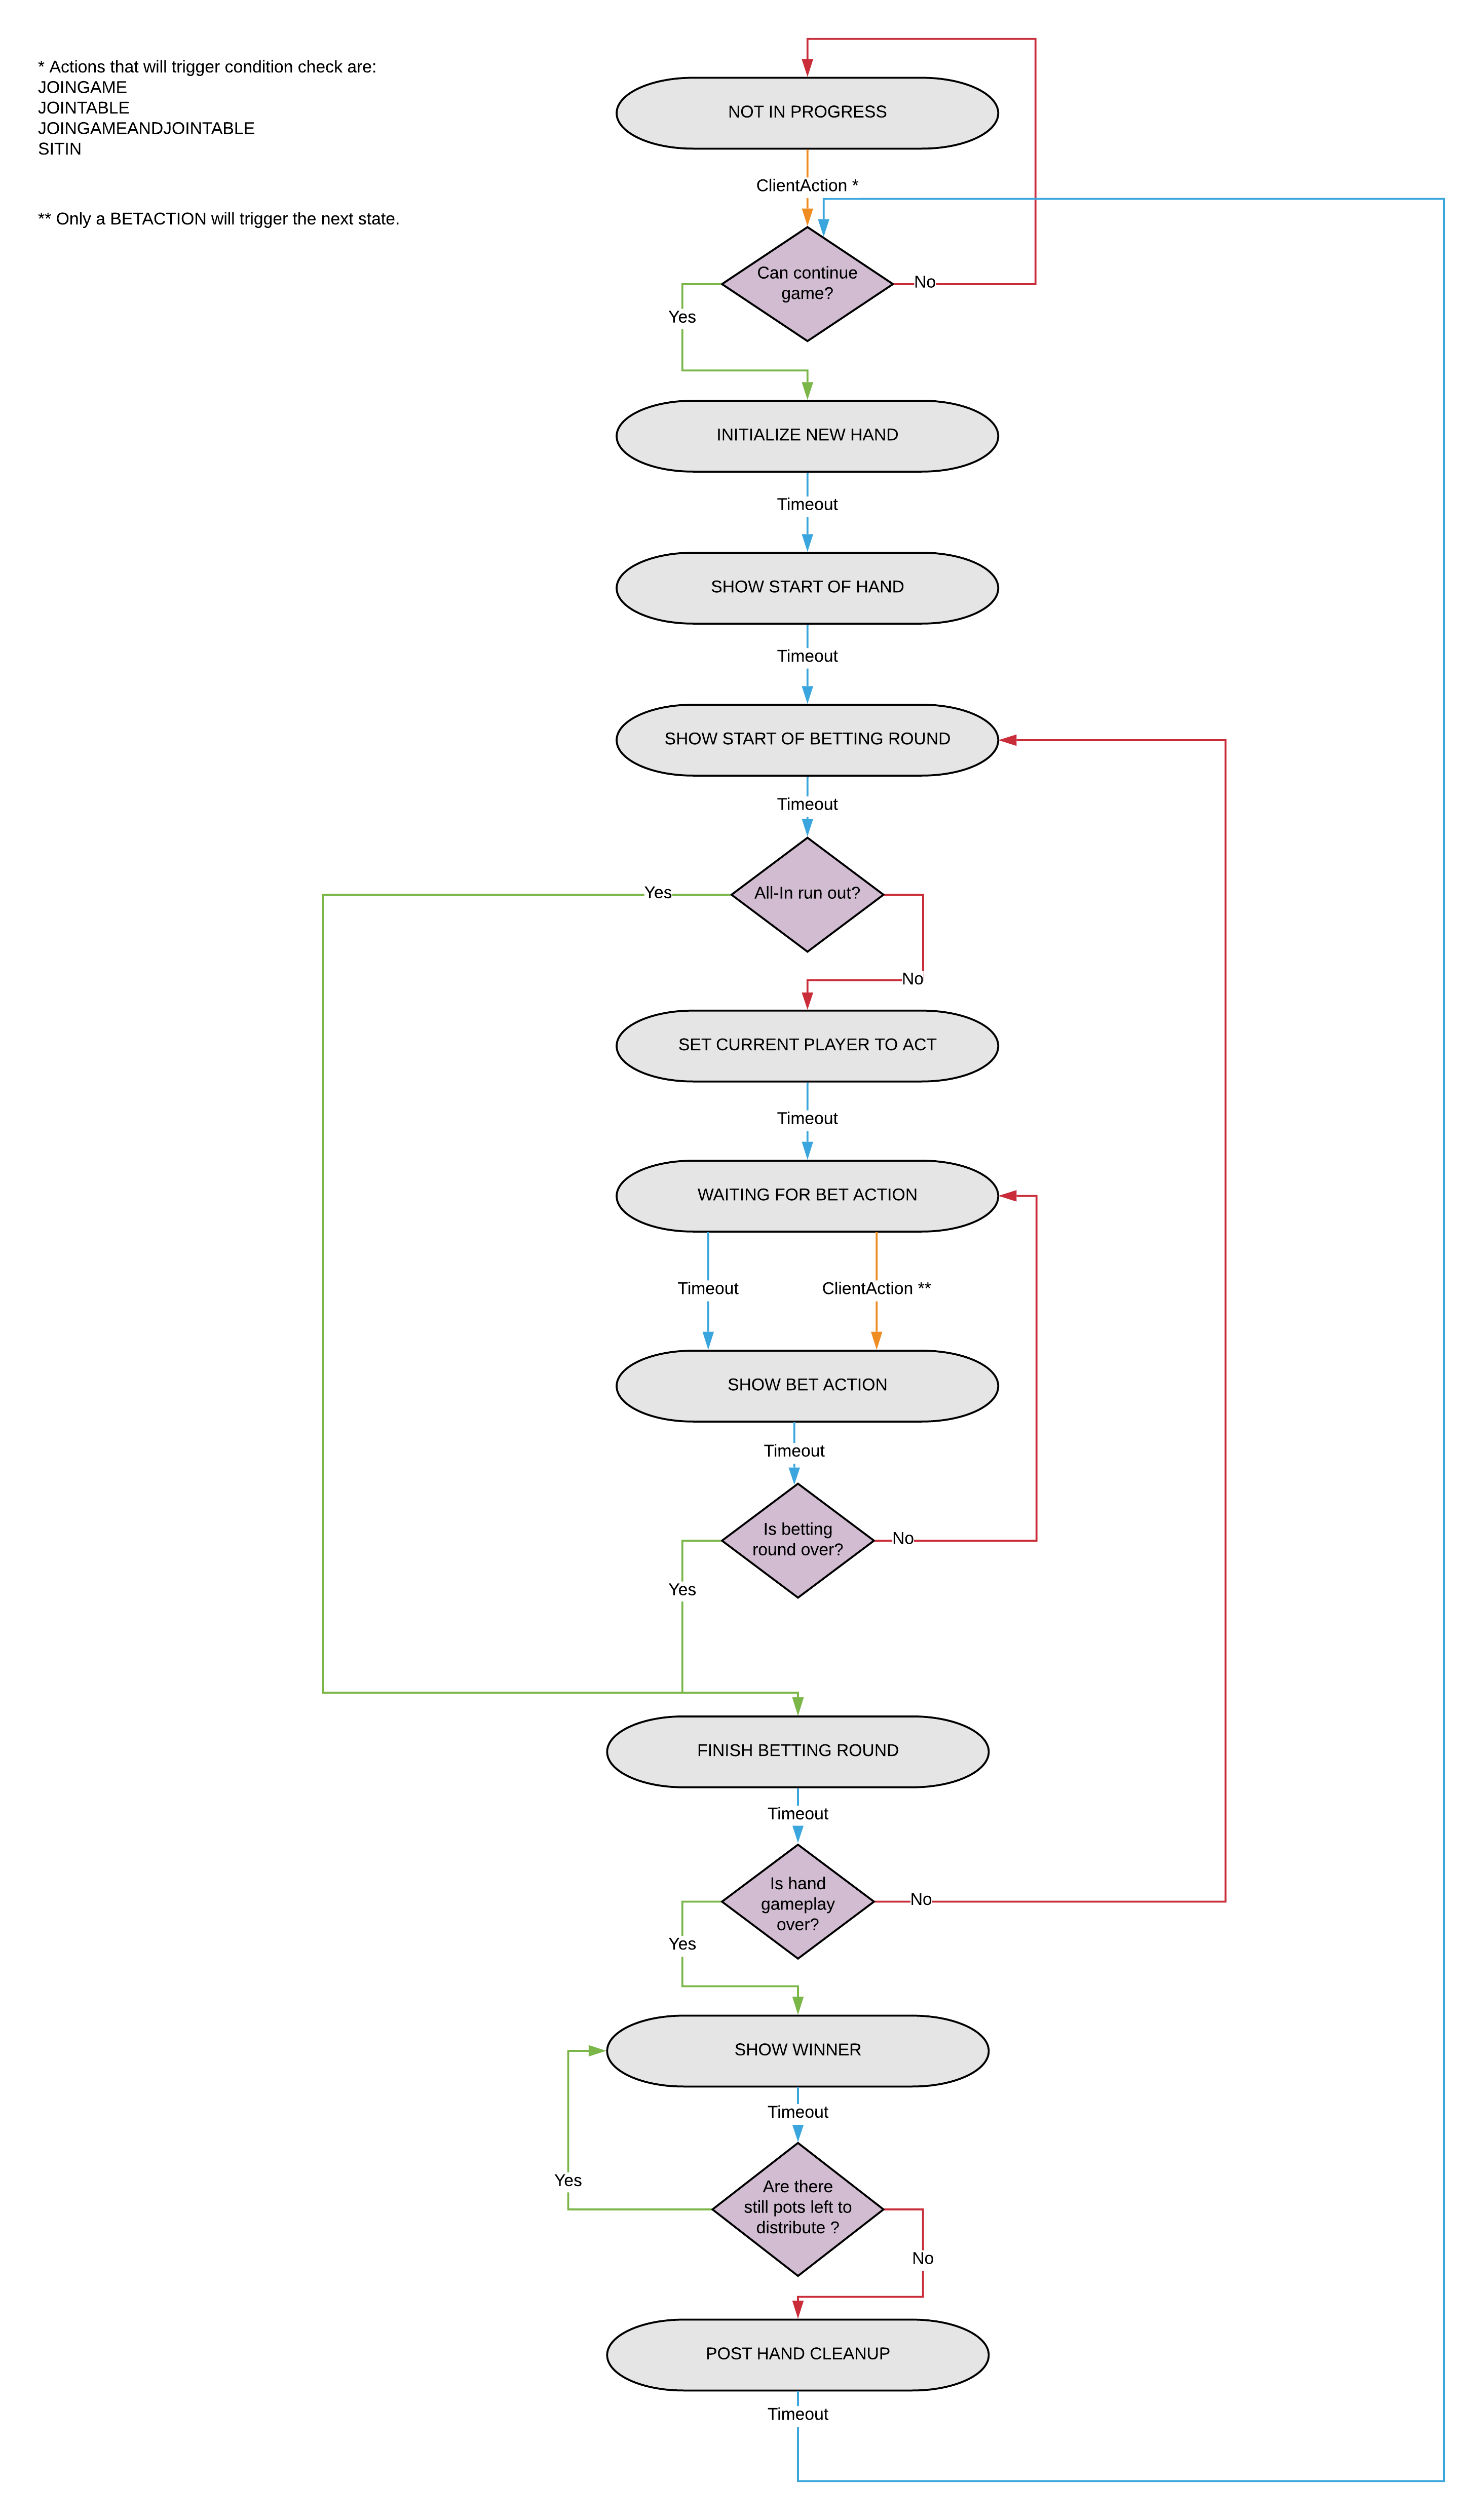 * Actions that will trigger condition check are:
JOINGAME
JOINTABLE
JOINGAMEANDJOINTABLE
SITIN
** Only a BETACTION will trigger the next state.
NOT IN PROGRESS
ClientAction *
Can continue
game?
No
Yes
INITIALIZE NEW HAND
Timeout
SHOW START OF HAND
Timeout
SHOW START OF BETTING ROUND
Timeout
Yes
All-In run out?
No
SET CURRENT PLAYER TO ACT
Timeout
WAITING FOR BET ACTION
Timeout
ClientAction **
SHOW BET ACTION
Timeout
Is betting
round over?
No
Yes
FINISH BETTING ROUND
Timeout
Is hand
gameplay
over?
No
Yes
SHOW WINNER
Timeout
Yes
Are there
still pots left to
distribute ?
No
POST HAND CLEANUP
Timeout